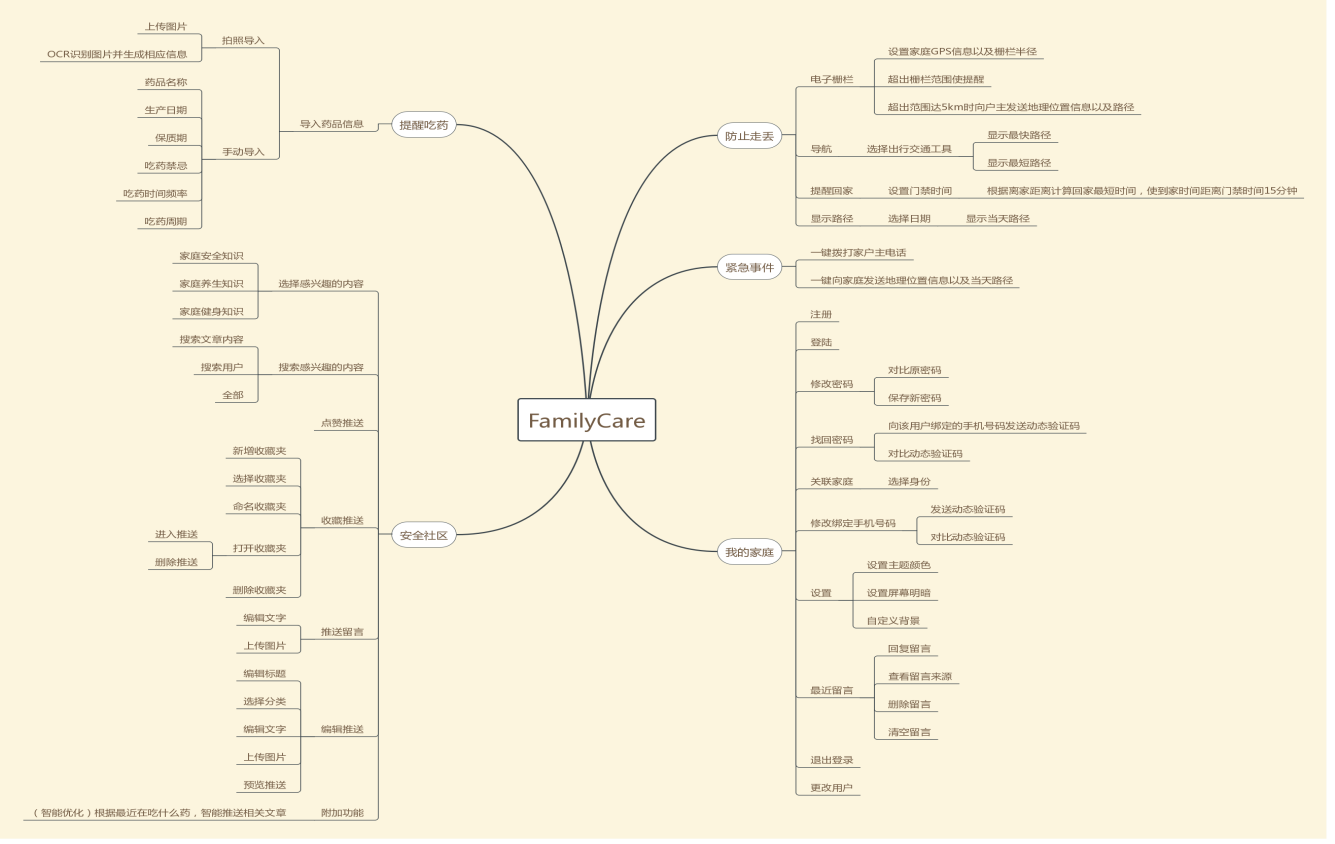 FamilyCare
提醒吃药
导入药品信息
拍照导入
上传图片
OCR识别图片并生成相应信息
手动导入
药品名称
生产日期
保质期
吃药禁忌
吃药时间频率
吃药周期
安全社区
选择感兴趣的内容
家庭安全知识
家庭养生知识
家庭健身知识
搜索感兴趣的内容
搜索文章内容
搜索用户
全部
点赞推送
收藏推送
新增收藏夹
选择收藏夹
命名收藏夹
打开收藏夹
进入推送
删除推送
删除收藏夹
推送留言
编辑文字
上传图片
编辑推送
编辑标题
选择分类
编辑文字
上传图片
预览推送
附加功能
（智能优化）根据最近在吃什么药，智能推送相关文章
防止走丢
电子栅栏
设置家庭GPS信息以及栅栏半径
超出栅栏范围使提醒
超出范围达5km时向户主发送地理位置信息以及路径
导航
选择出行交通工具
显示最快路径
显示最短路径
提醒回家
设置门禁时间
根据离家距离计算回家最短时间，使到家时间距离门禁时间15分钟
显示路径
选择日期
显示当天路径
紧急事件
一键拨打家户主电话
一键向家庭发送地理位置信息以及当天路径
我的家庭
注册
登陆
修改密码
对比原密码
保存新密码
找回密码
向该用户绑定的手机号码发送动态验证码
对比动态验证码
关联家庭
选择身份
修改绑定手机号码
发送动态验证码
对比动态验证码
设置
设置主题颜色
设置屏幕明暗
自定义背景
最近留言
回复留言
查看留言来源
删除留言
清空留言
退出登录
更改用户